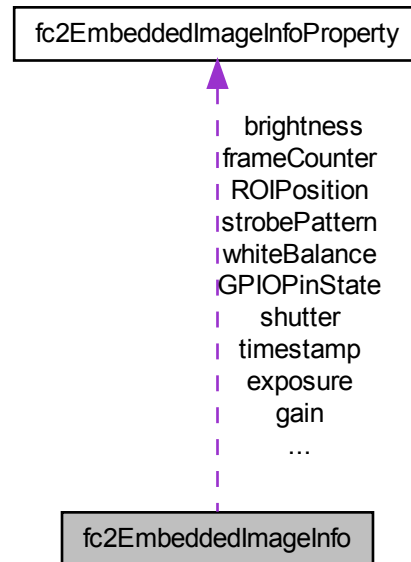 fc2EmbeddedImageInfoProperty
brightness
frameCounter
ROIPosition
strobePattern
whiteBalance
GPIOPinState
shutter
timestamp
exposure
gain
...
fc2EmbeddedImageInfo